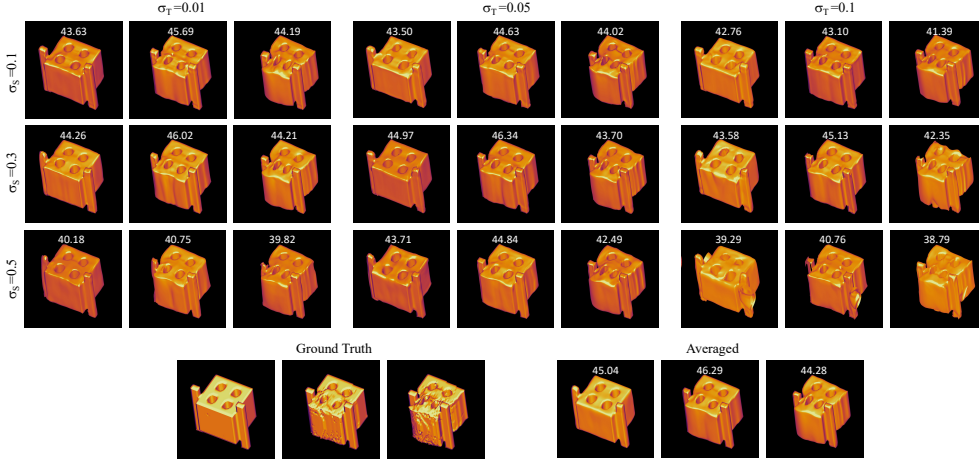 σT=0.01 σT=0.05 σT=0.1
σS=0.1
43.63 45.69 44.19 43.50 44.63 44.02 42.76 43.10 41.39
σS=0.3
44.26 46.02 44.21 44.97 46.34 43.70 43.58 45.13 42.35
σS=0.5
40.18 40.75 39.82 43.71 44.84 42.49 39.29 40.76 38.79
Ground Truth Averaged
45.04 46.29 44.28